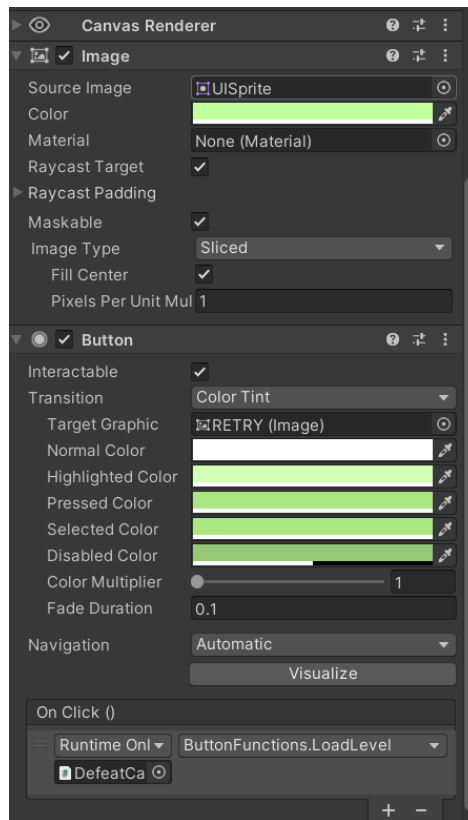 Canvas Renderer
Image
Source Image UISprite
Color
Material None (Material)
Raycast Target
Raycast Padding
Maskable
Image Type Sliced
Fill Center
Pixels Per Unit Mul 1
Button
Interactable
Transition Color Tint
Target Graphic RETRY (Image)
Normal Color
Highlighted Color
Pressed Color
Selected Color
Disabled Color
Color Multiplier 1
Fade Duration 0.1
Navigation Automatic
Visualize
On Click ()
Runtime Onl ButtonFunctions.LoadLevel
DefeatCa